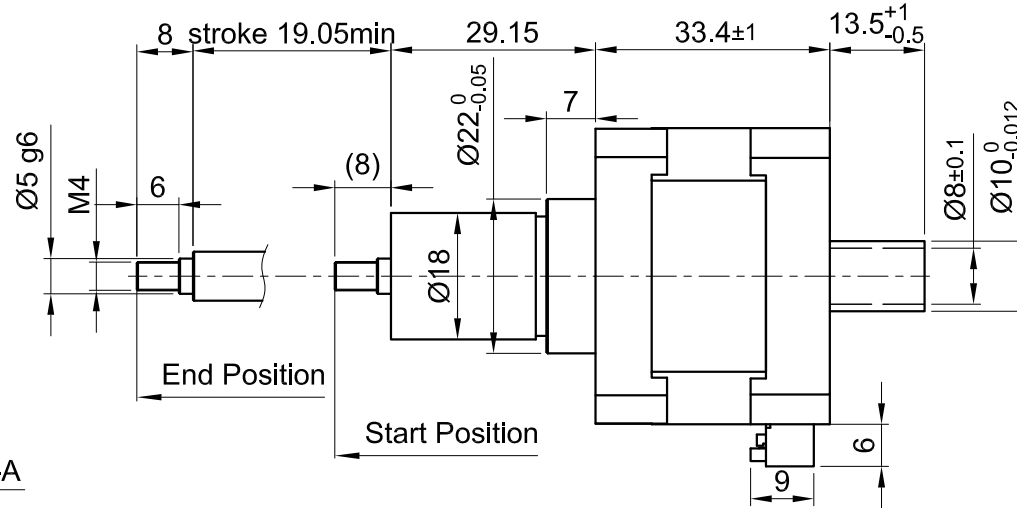 8 stroke 19.05min 29.15 33.4±1 13.5 +1 -0.5
Ø22 0 -0.05
7
Ø5 g6
M4
6
(8)
Ø18
Ø8±0.1
Ø10 0 -0.012
End Position
Start Position
6
-A
9